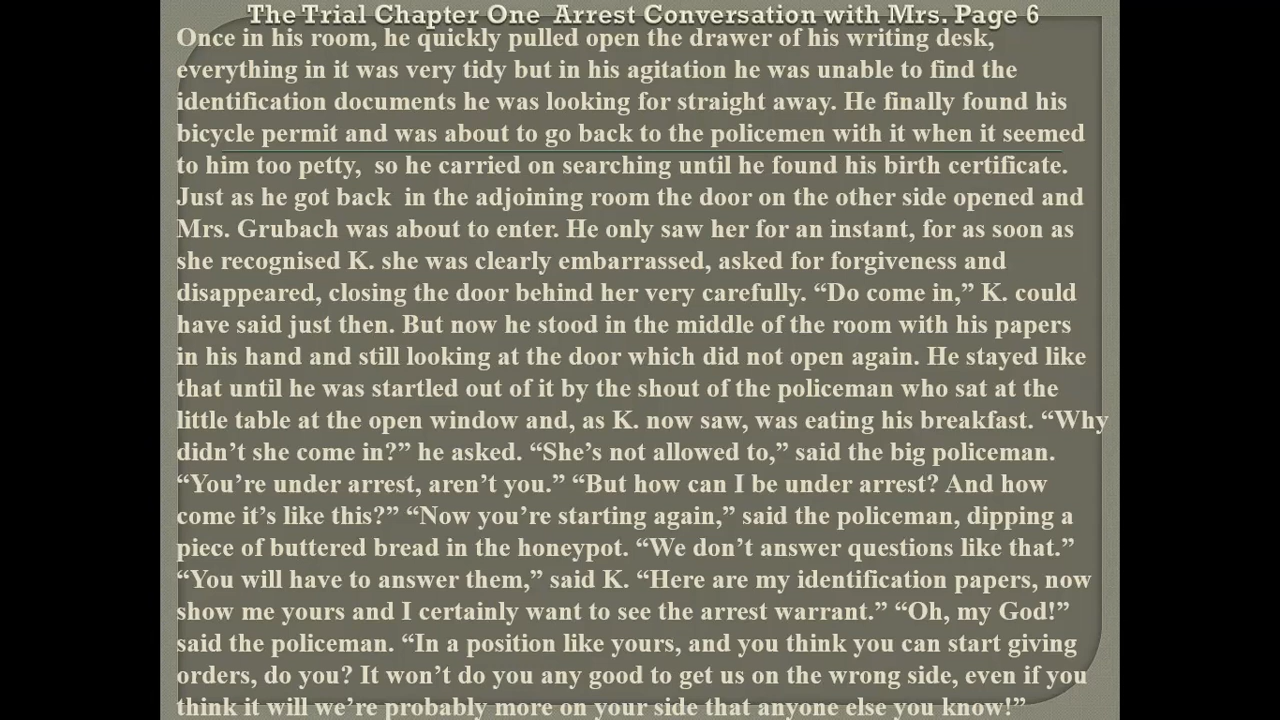 The Trial Chapter One  Arrest Conversation with Mrs. Page 6
Once in his room, he quickly pulled open the drawer of his writing desk,
everything in it was very tidy but in his agitation he was unable to find the
identification documents he was looking for straight away. He finally found his
bicycle permit and was about to go back to the policemen with it when it seemed
to him too petty,  so he carried on searching until he found his birth certificate.
Just as he got back  in the adjoining room the door on the other side opened and
Mrs. Grubach was about to enter. He only saw her for an instant, for as soon as
she recognised K. she was clearly embarrassed, asked for forgiveness and
disappeared, closing the door behind her very carefully. “Do come in,” K. could
have said just then. But now he stood in the middle of the room with his papers
in his hand and still looking at the door which did not open again. He stayed like
that until he was startled out of it by the shout of the policeman who sat at the
little table at the open window and, as K. now saw, was eating his breakfast. “Why
didn’t she come in?” he asked. “She’s not allowed to,” said the big policeman.
“You’re under arrest, aren’t you.” “But how can I be under arrest? And how
come it’s like this?” “Now you’re starting again,” said the policeman, dipping a
piece of buttered bread in the honeypot. “We don’t answer questions like that.”
“You will have to answer them,” said K. “Here are my identification papers, now
show me yours and I certainly want to see the arrest warrant.” “Oh, my God!”
said the policeman. “In a position like yours, and you think you can start giving
orders, do you? It won’t do you any good to get us on the wrong side, even if you
think it will we’re probably more on your side that anyone else you know!”